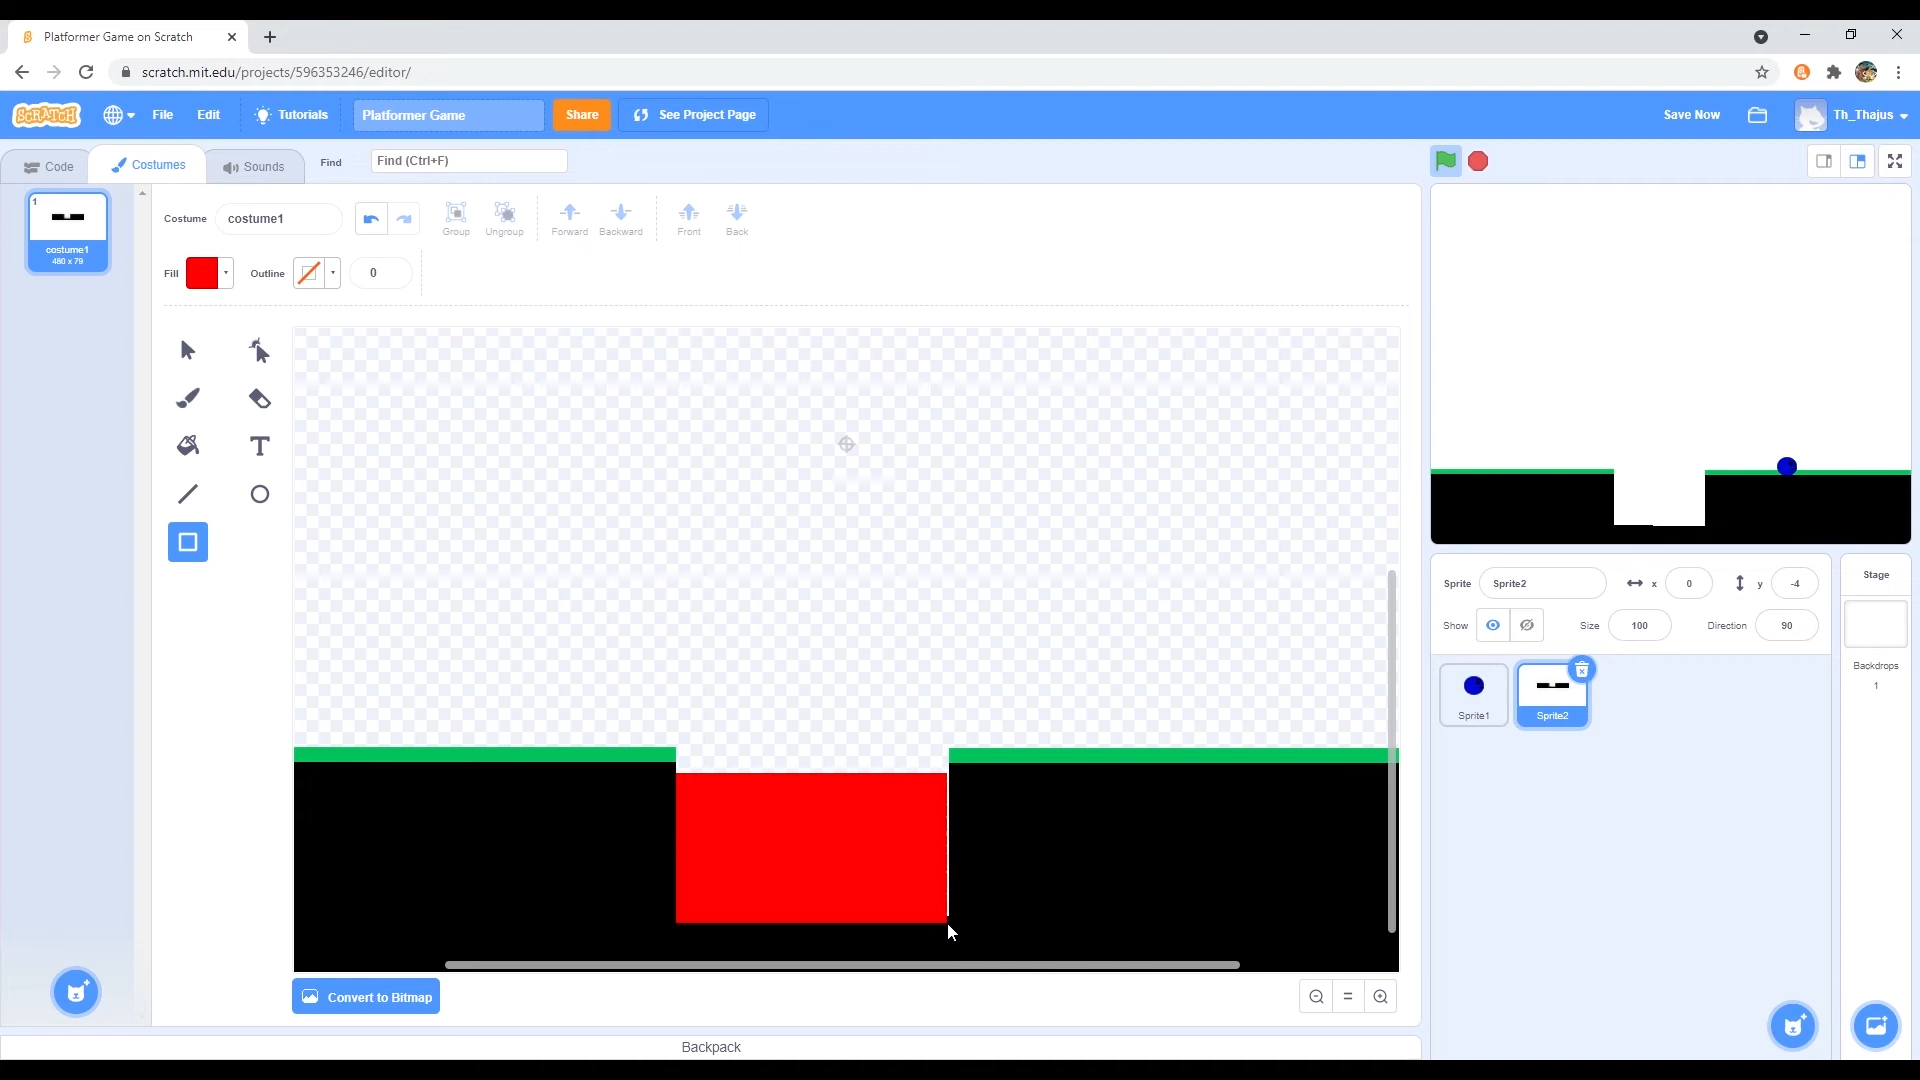 Platformer Game on Scratch
scratch.mit.edu/projects/596353246/editor/
SCRATCH
File
Edit
Tutorials
Platformer Game
Share
See Project Page
Save Now
Th_Thajus
Code
Costumes
Sounds
Find
Find (Ctrl+F)
1
costume1
480 x 79
Costume
costume1
Group
Ungroup
Forward
Backward
Front
Back
Fill
Outline
0
T
Convert to Bitmap
Sprite
Sprite2
x
0
y
-4
Show
Size
100
Direction
90
Sprite1
Sprite2
Stage
Backdrops
1
Backpack